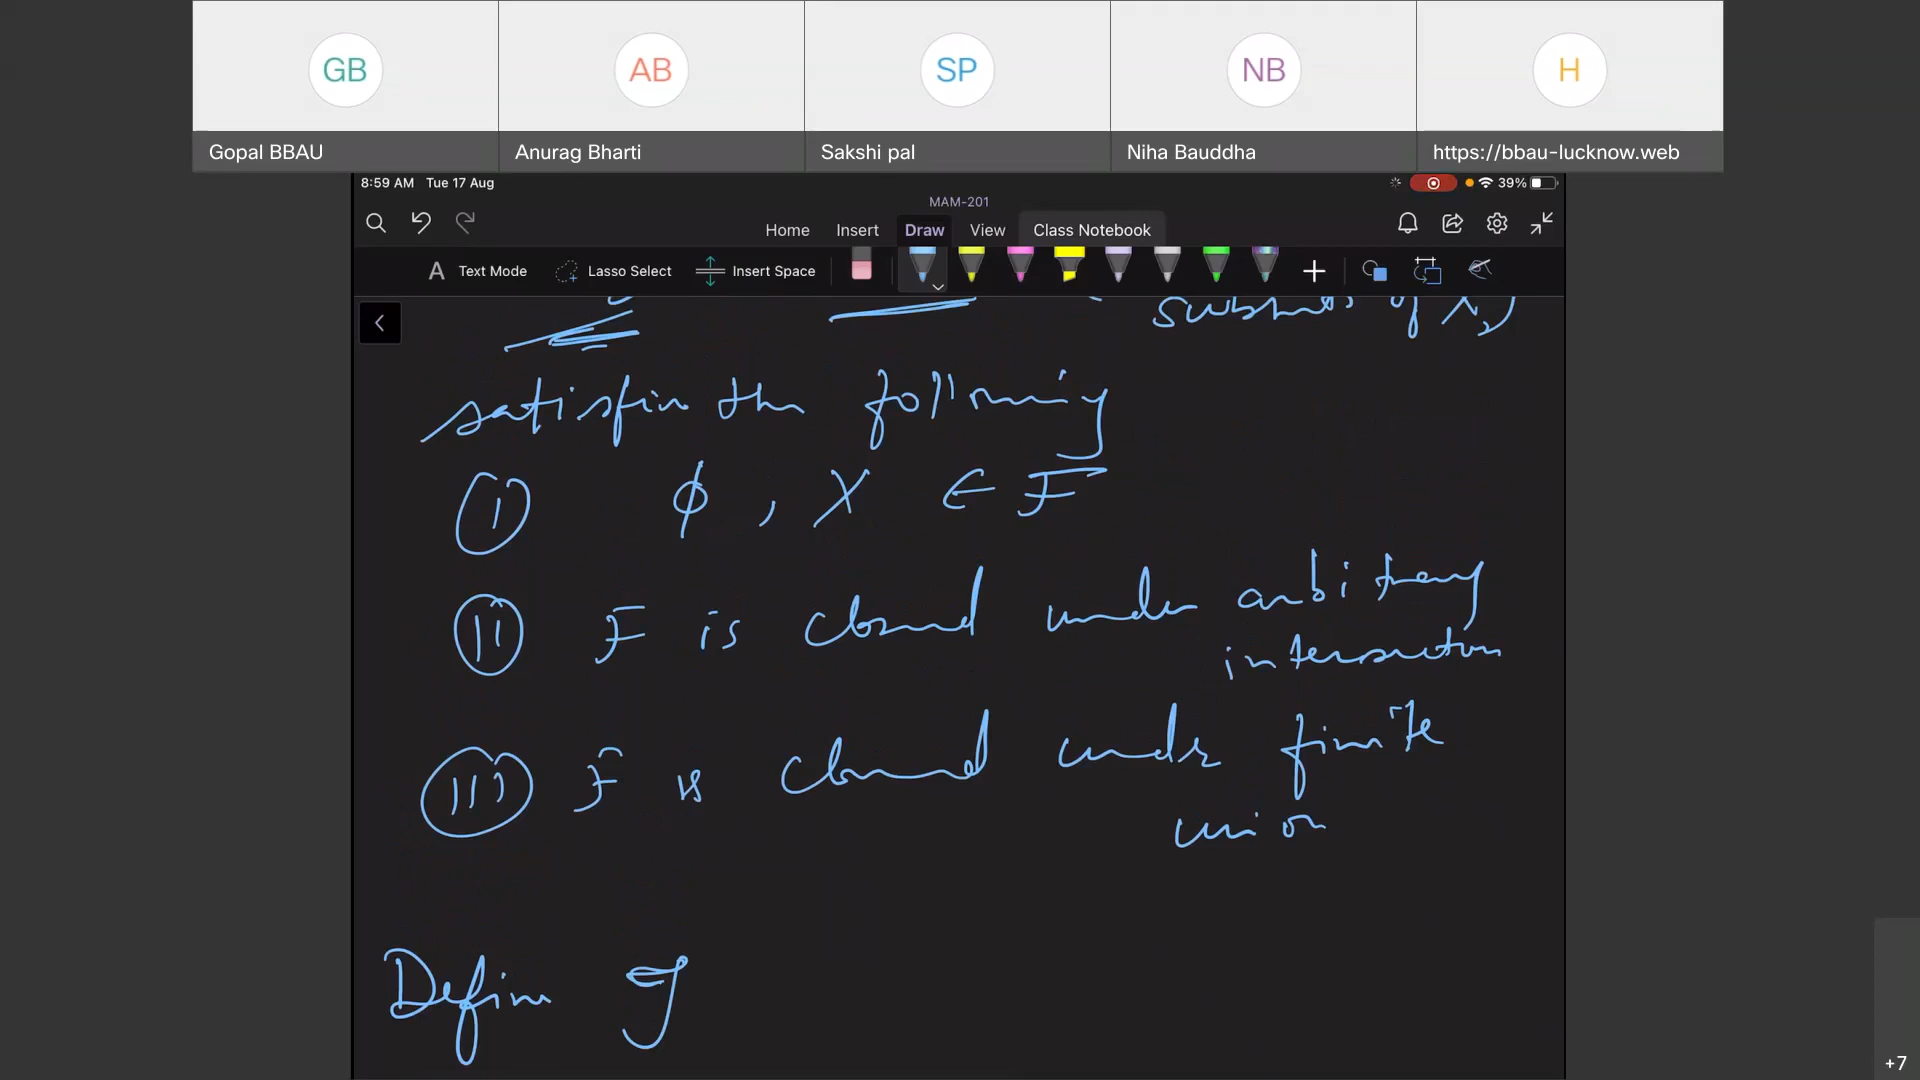 GB AB SP NB H
Gopal BBAU Anurag Bharti Sakshi pal Niha Bauddha https://bbau-lucknow.web
8:59 AM Tue 17 Aug 39%
MAM-201
Home Insert Draw View Class Notebook
A Text Mode Lasso Select Insert Space
subsets of X,)
satisfin the following
(i) φ, X ∈ F
(ii) F is closed under arbitrary
intersection
(iii) F is closed under finite
union
Define J
+7